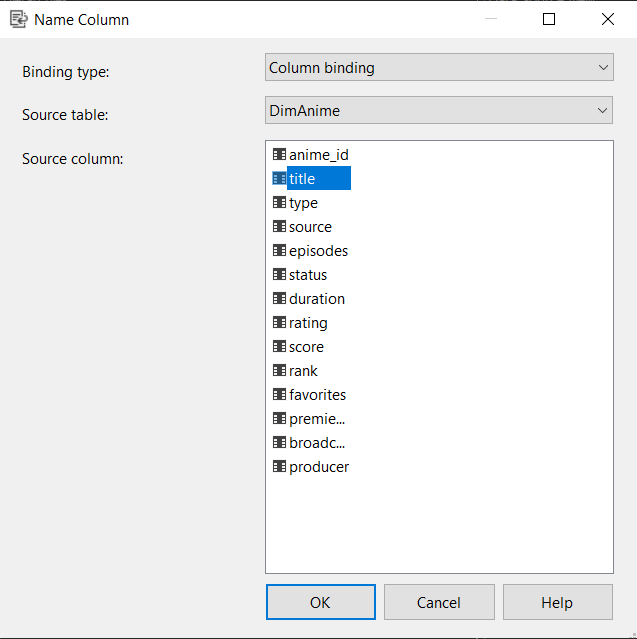 Name Column
Binding type:
Column binding
Source table:
DimAnime
Source column:
anime_id
title
type
source
episodes
status
duration
rating
score
rank
favorites
premie...
broadc...
producer
OK
Cancel
Help